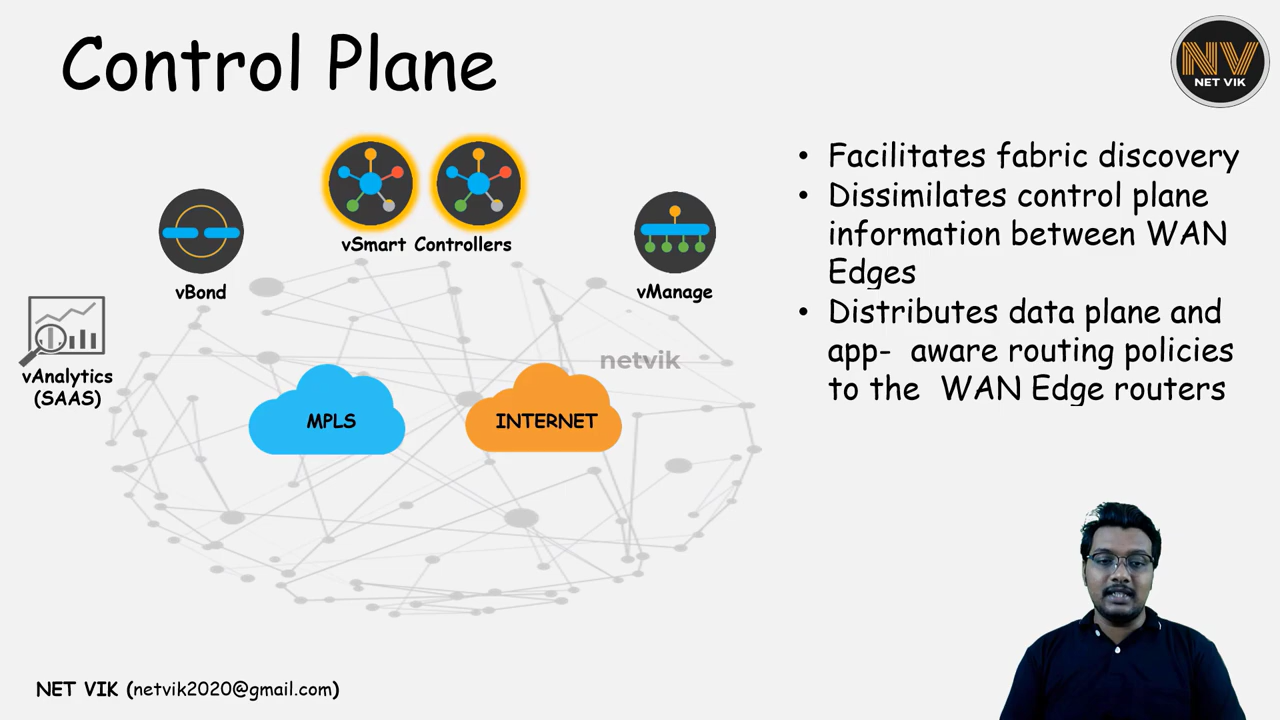 Control Plane
NV
NET VIK
• Facilitates fabric discovery
• Dissimilates control plane
information between WAN
Edges
• Distributes data plane and
app- aware routing policies
to the WAN Edge routers
vSmart Controllers
vBond
vManage
vAnalytics
(SAAS)
netvik
MPLS
INTERNET
NET VIK (netvik2020@gmail.com)